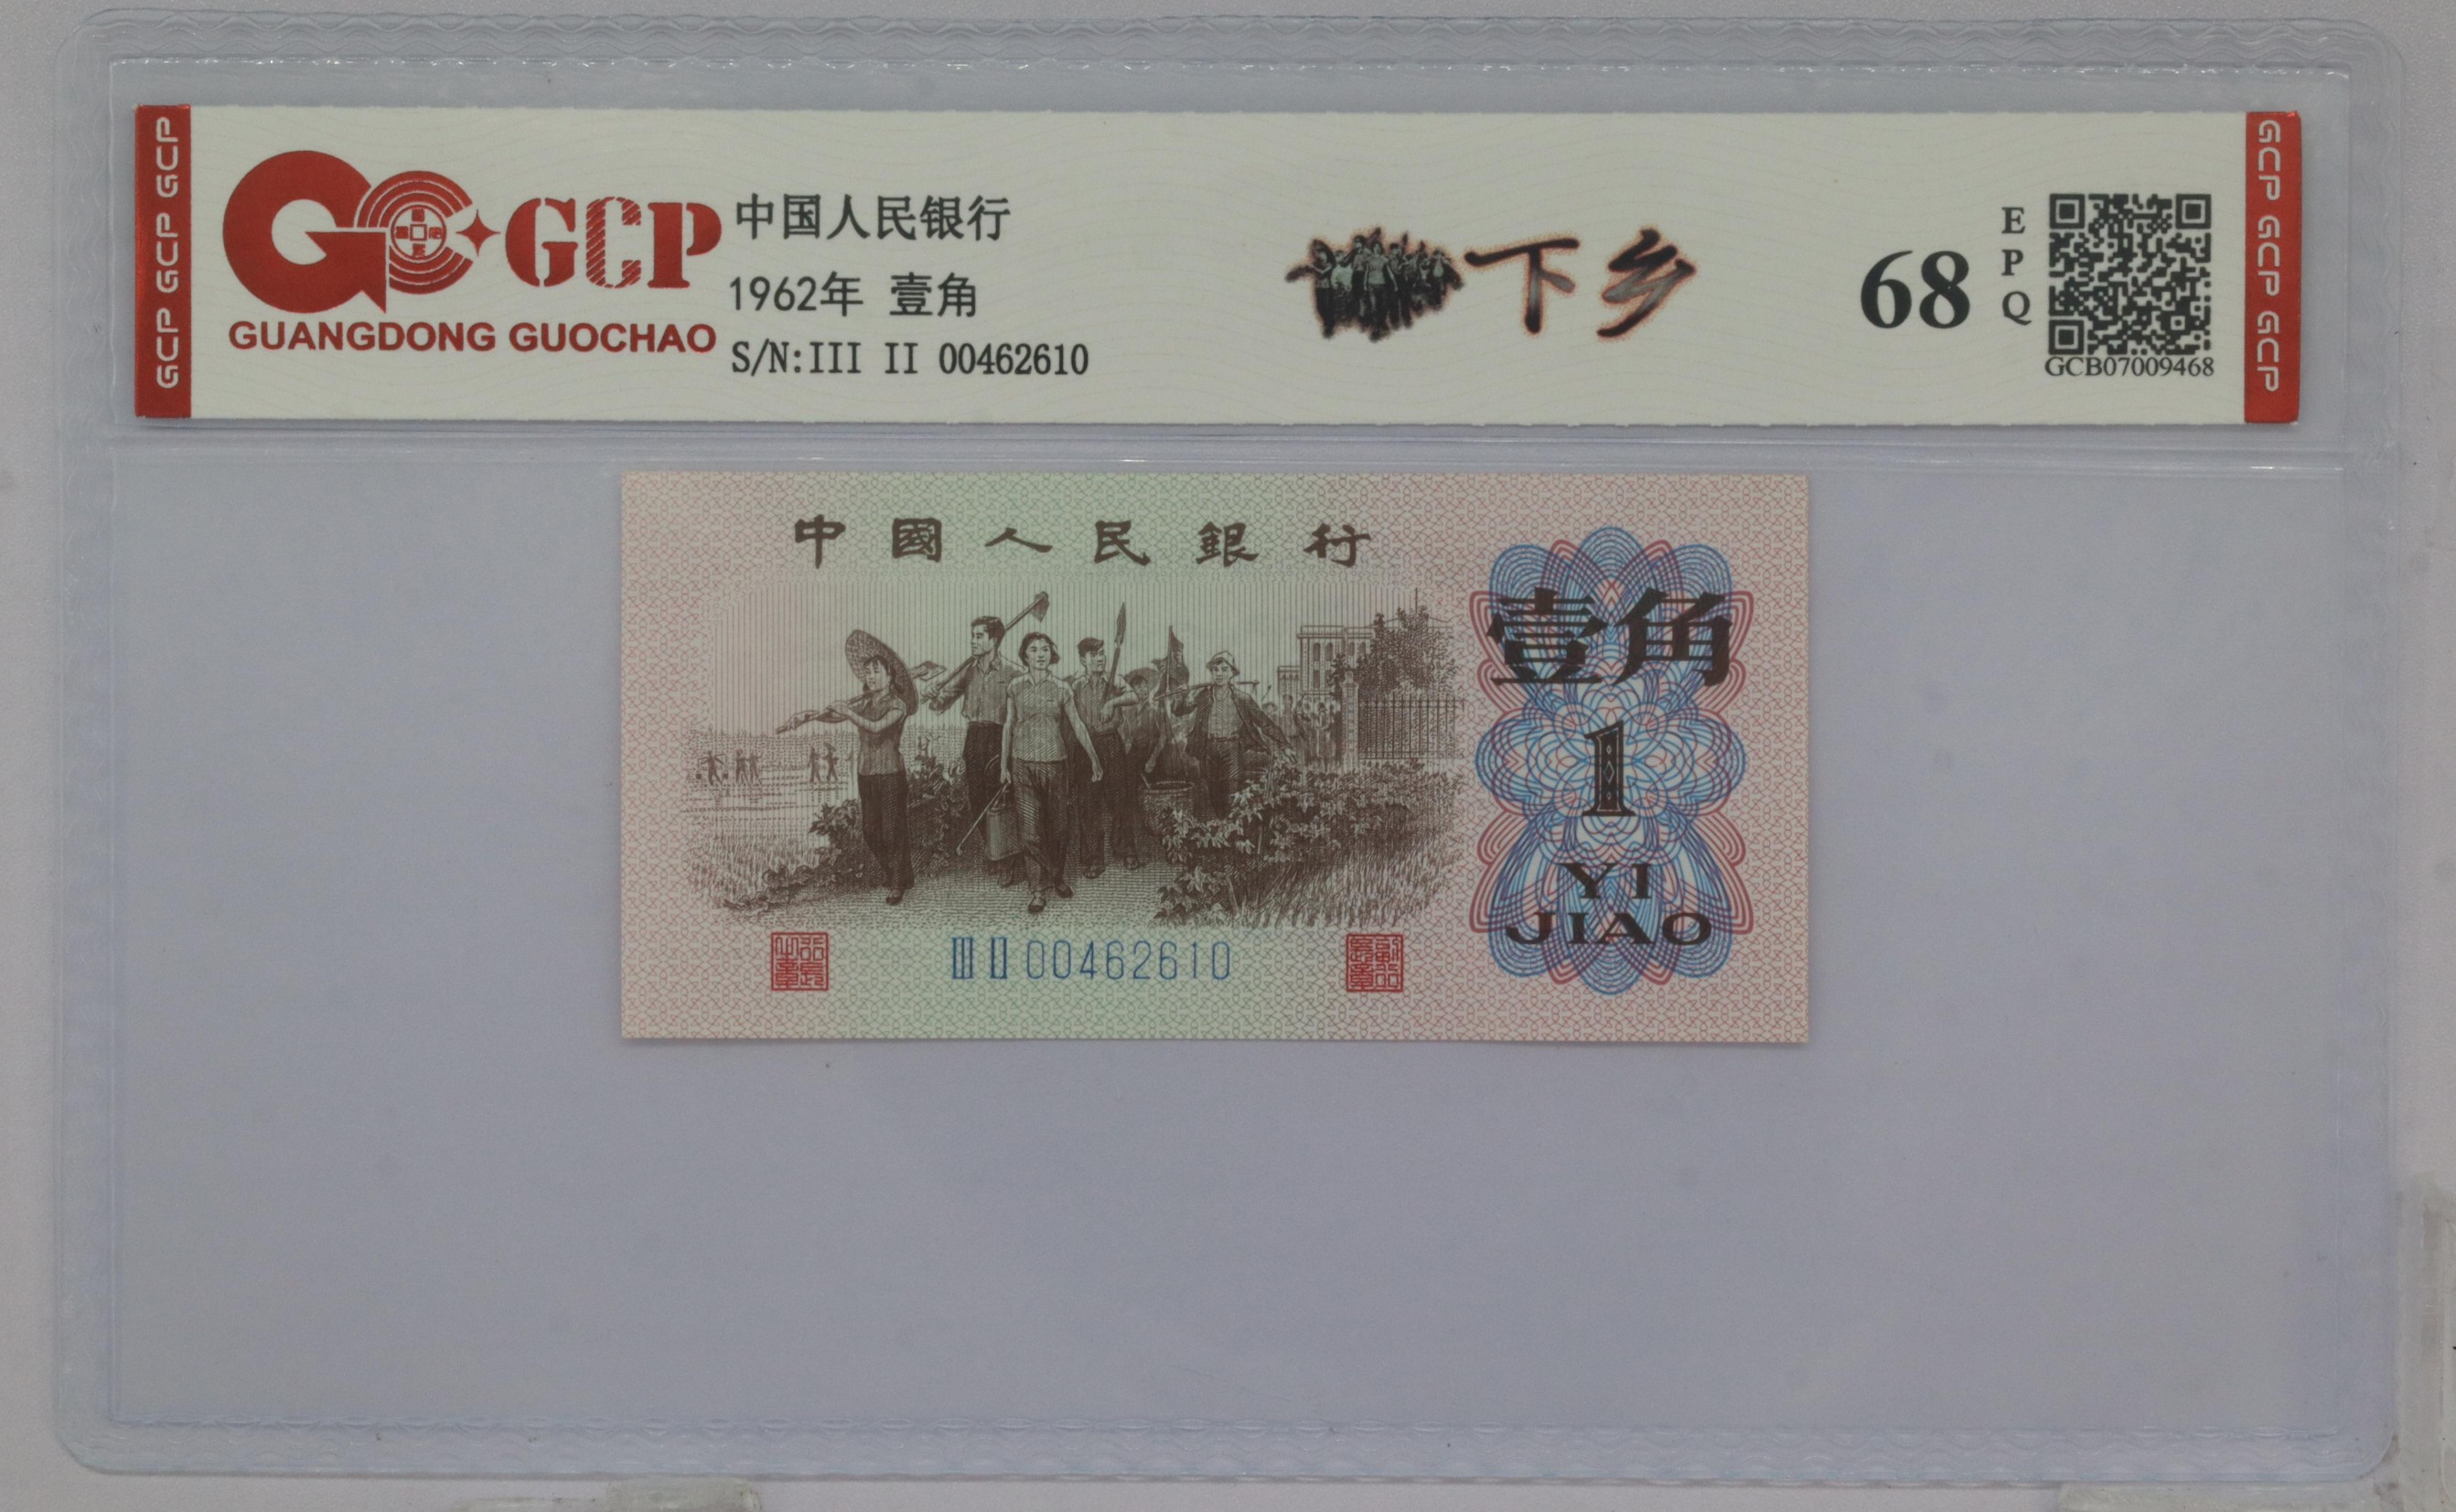 GCP GCP GCP
GCP
GUANGDONG GUOCHAO
中国人民银行
1962年 壹角
S/N:III II 00462610
下乡
68
EPQ
GCB07009468
GCP GCP GCP
中國人民銀行
壹角
1
YI
JIAO
III II 00462610